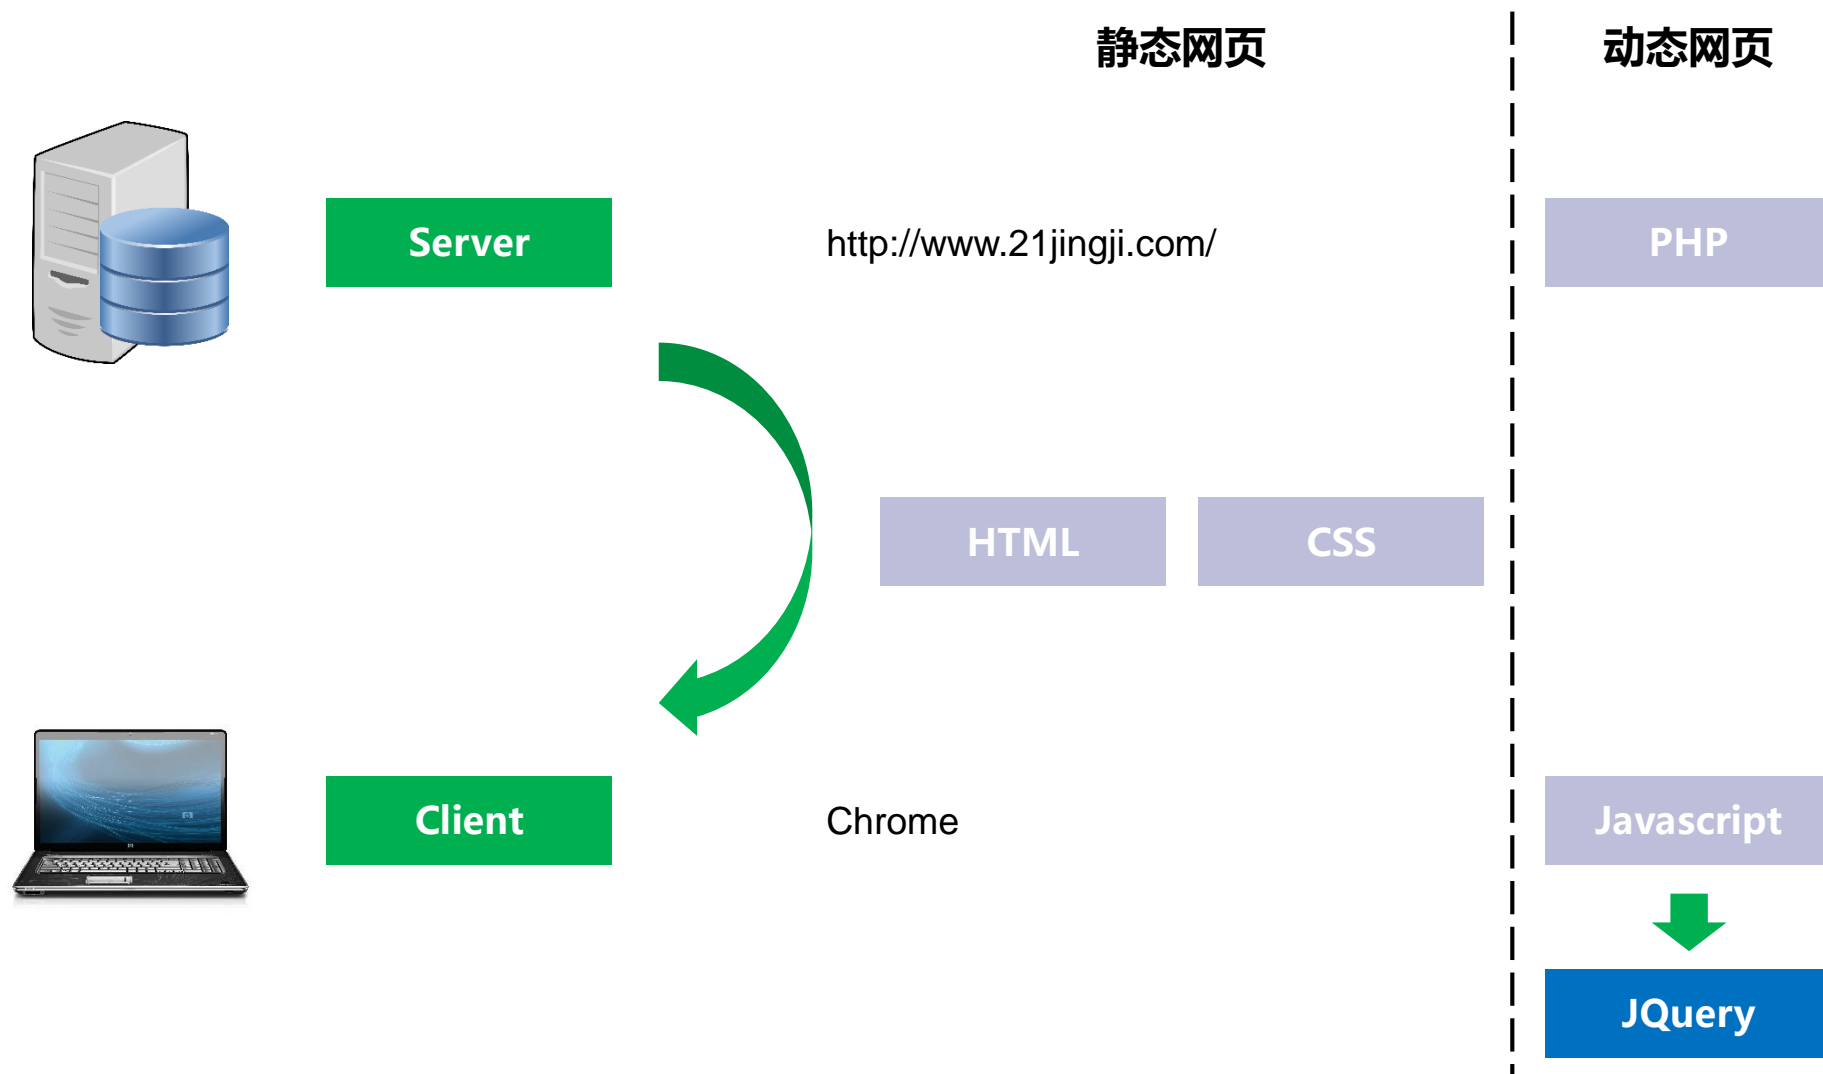 静态网页
动态网页
Server
http://www.21jingji.com/
PHP
HTML
CSS
Client
Chrome
Javascript
JQuery